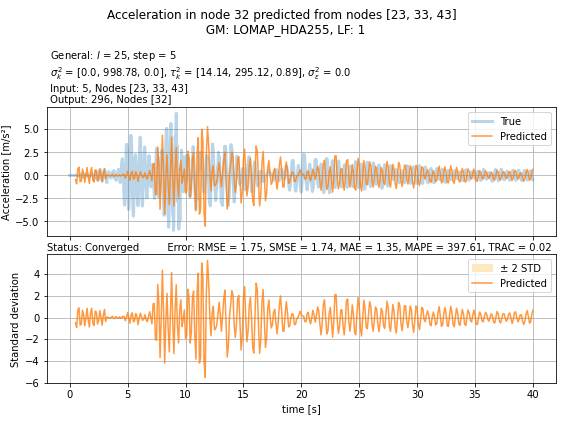 Acceleration in node 32 predicted from nodes [23, 33, 43]
GM: LOMAP_HDA255, LF: 1
General: l = 25, step = 5
σ²ₖ = [0.0, 998.78, 0.0], τ²ₖ = [14.14, 295.12, 0.89], σ²ε = 0.0
Input: 5, Nodes [23, 33, 43]
Output: 296, Nodes [32]
Acceleration [m/s²]
5.0
2.5
0.0
−2.5
−5.0
True
Predicted
Status: Converged
Error: RMSE = 1.75, SMSE = 1.74, MAE = 1.35, MAPE = 397.61, TRAC = 0.02
Standard deviation
4
2
0
−2
−4
−6
± 2 STD
Predicted
0 5 10 15 20 25 30 35 40
time [s]